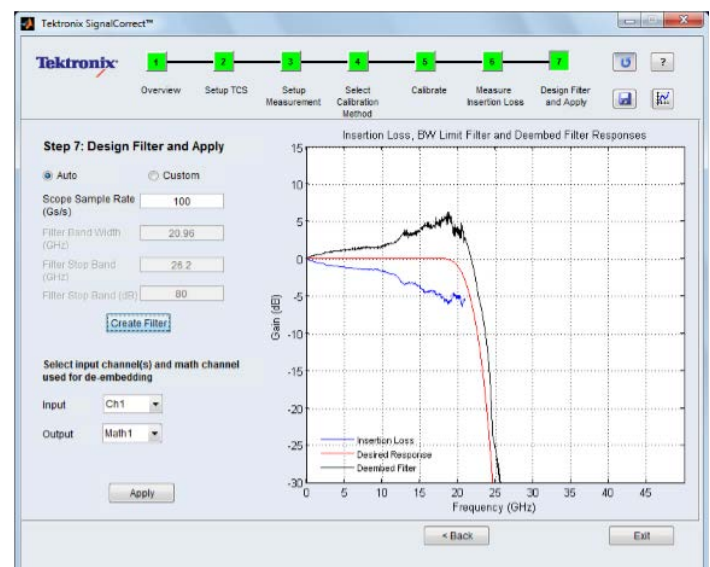 Tektronix SignalCorrect™
Tektronix
1 2 3 4 5 6 7
?
Overview
Setup TCS
Setup Measurement
Select Calibration Method
Calibrate
Measure Insertion Loss
Design Filter and Apply
Step 7: Design Filter and Apply
Auto
Custom
Scope Sample Rate (Gs/s)
100
Filter Band Width (GHz)
20.96
Filter Stop Band (GHz)
26.2
Filter Stop Band (dB)
80
Create Filter
Select input channel(s) and math channel
used for de-embedding
Input
Ch1
Output
Math1
Apply
Insertion Loss, BW Limit Filter and Deembed Filter Responses
Gain (dB)
15
10
5
0
-5
-10
-15
-20
-25
-30
Insertion Loss
Desired Response
Deembed Filter
0 5 10 15 20 25 30 35 40 45
Frequency (GHz)
< Back
Exit